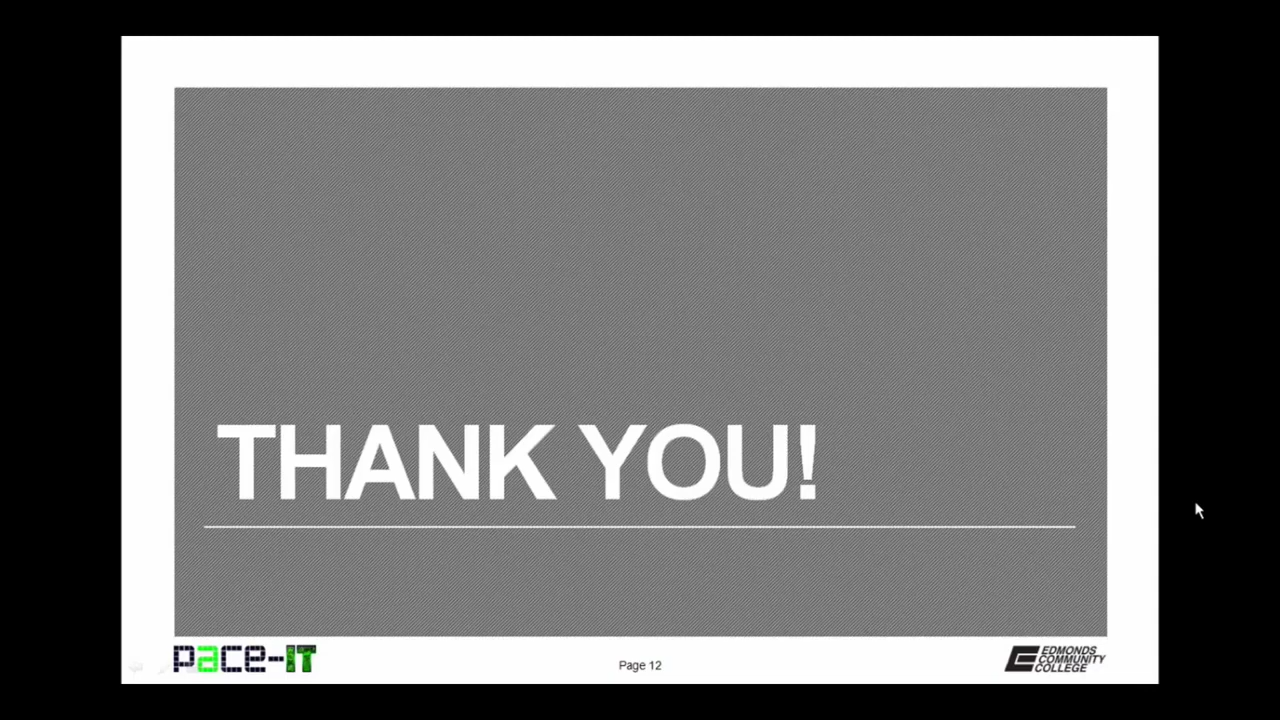 THANK YOU!
pace-IT
Page 12
EDMONDS
COMMUNITY
COLLEGE